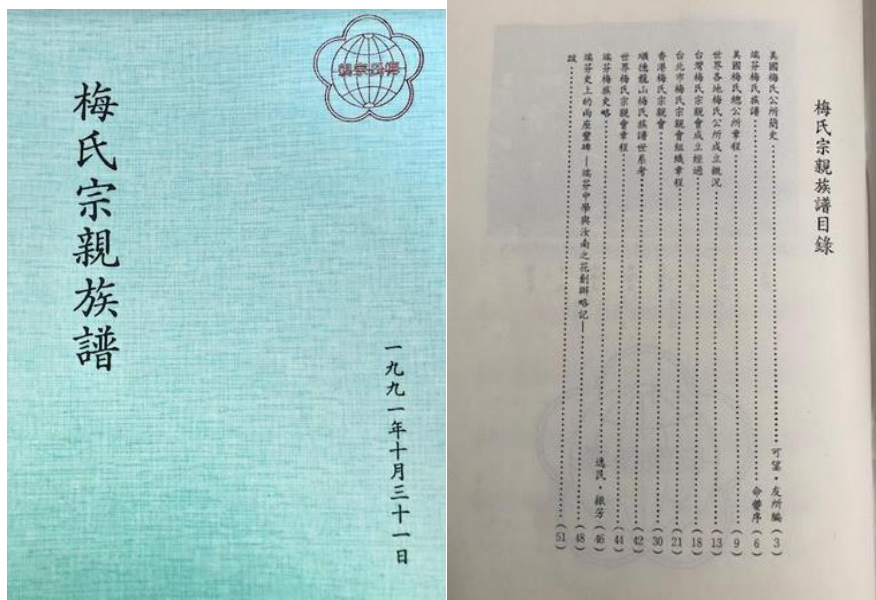 梅氏宗親族譜
一九九一年十月三十一日
梅氏宗親族譜目錄
美國梅氏公所簡史……可望・友所編(3)
端芬梅氏族譜……命夔序(6)
美國梅氏總公所章程……(9)
世界各地梅氏公所成立概況……(13)
台灣梅氏宗親會成立經過……(18)
台北市梅氏宗親會組織章程……(21)
香港梅氏宗親會……(30)
順德龍山梅氏族譜世系考……(42)
世界梅氏宗親會章程……(44)
端芬梅族史略……逸民・振芳(46)
端芬史上的兩座豐碑—端芬中學與汝南之花創辦略記—……(48)
跋……(51)